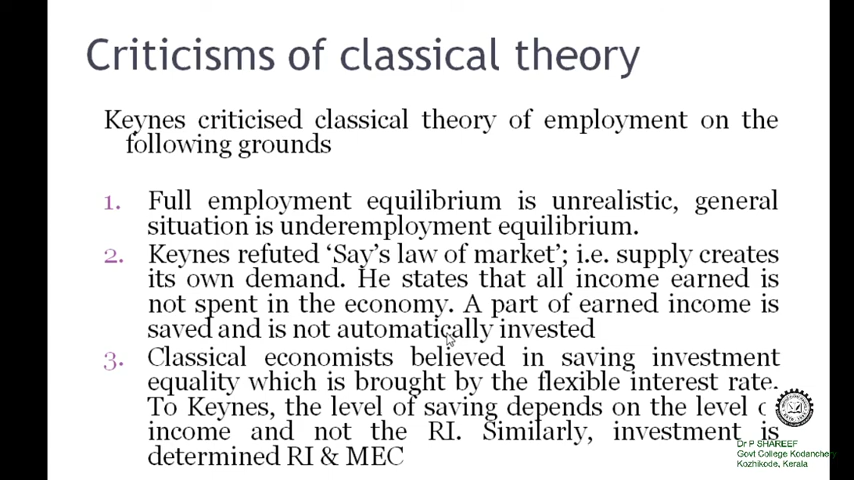 Criticisms of classical theory
Keynes criticised classical theory of employment on the
following grounds
1. Full employment equilibrium is unrealistic, general
situation is underemployment equilibrium.
2. Keynes refuted ‘Say's law of market’; i.e. supply creates
its own demand. He states that all income earned is
not spent in the economy. A part of earned income is
saved and is not automatically invested
3. Classical economists believed in saving investment
equality which is brought by the flexible interest rate.
To Keynes, the level of saving depends on the level
income and not the RI. Similarly, investment is
determined RI & MEC
Dr P SHAREEF
Govt College Kodanchery
Kozhikode, Kerala